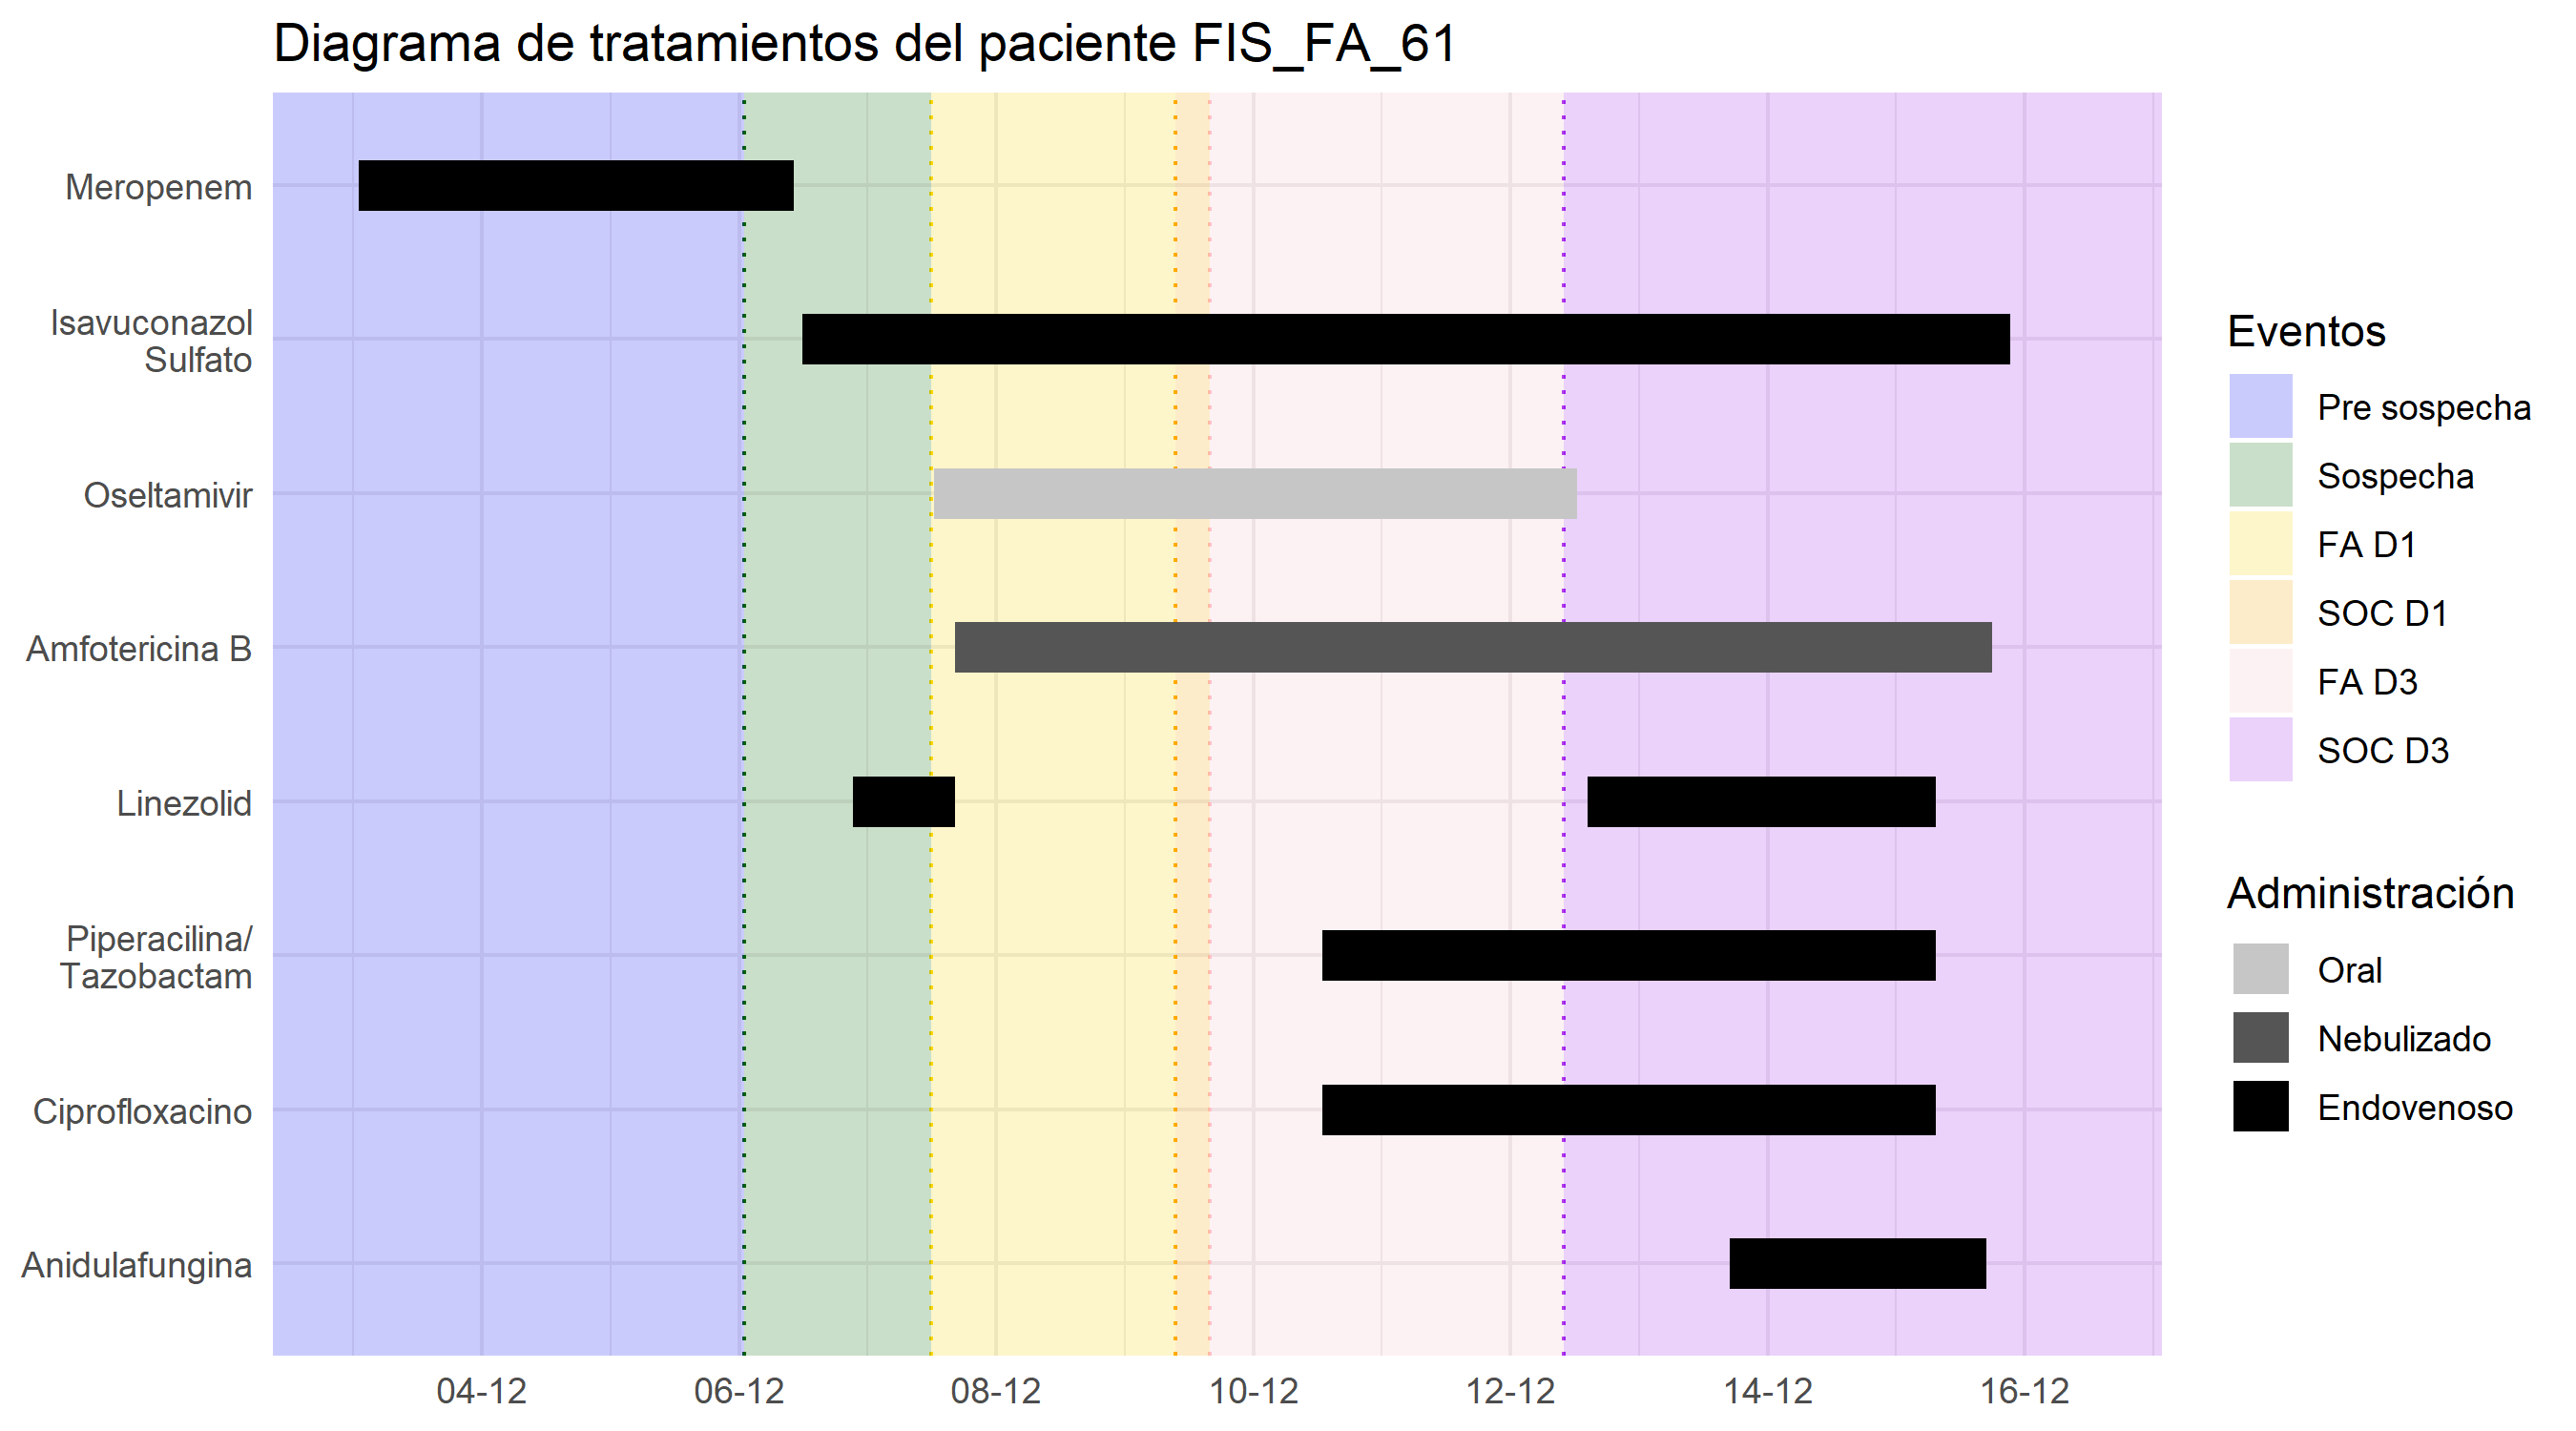 Diagrama de tratamientos del paciente FIS_FA_61
Meropenem
Isavuconazol
Sulfato
Oseltamivir
Amfotericina B
Linezolid
Piperacilina/
Tazobactam
Ciprofloxacino
Anidulafungina
04-12
06-12
08-12
10-12
12-12
14-12
16-12
Eventos
Pre sospecha
Sospecha
FA D1
SOC D1
FA D3
SOC D3
Administración
Oral
Nebulizado
Endovenoso